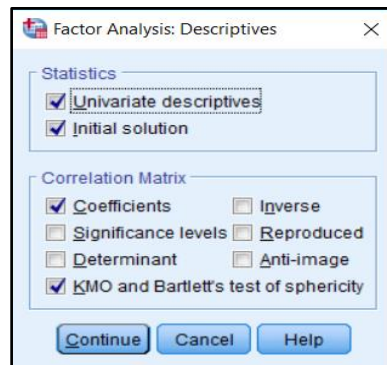 Factor Analysis: Descriptives
Statistics
Univariate descriptives
Initial solution
Correlation Matrix
Coefficients Inverse
Significance levels Reproduced
Determinant Anti-image
KMO and Bartlett's test of sphericity
Continue Cancel Help